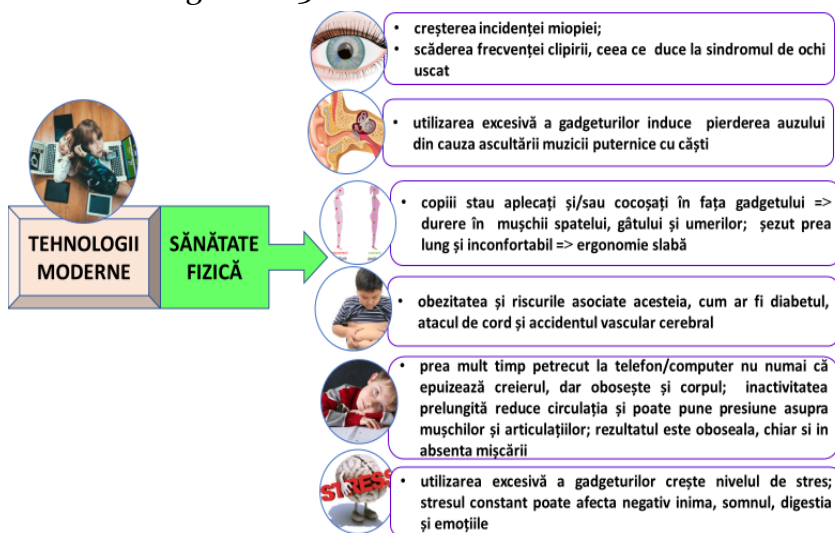 TEHNOLOGII
MODERNE
SĂNĂTATE
FIZICĂ
• creșterea incidenței miopiei;
• scăderea frecvenței clipirii, ceea ce duce la sindromul de ochi
uscat
• utilizarea excesivă a gadgeturilor induce pierderea auzului
din cauza ascultării muzicii puternice cu căști
• copiii stau aplecați și/sau cocoșați în fața gadgetului =>
durere în mușchii spatelui, gâtului și umerilor; șezut prea
lung și inconfortabil => ergonomie slabă
• obezitatea și riscurile asociate acesteia, cum ar fi diabetul,
atacul de cord și accidentul vascular cerebral
• prea mult timp petrecut la telefon/computer nu numai că
epuizează creierul, dar obosește și corpul; inactivitatea
prelungită reduce circulația și poate pune presiune asupra
mușchilor și articulațiilor; rezultatul este oboseala, chiar si in
absenta mișcării
STRESS
• utilizarea excesivă a gadgeturilor crește nivelul de stres;
stresul constant poate afecta negativ inima, somnul, digestia
și emoțiile